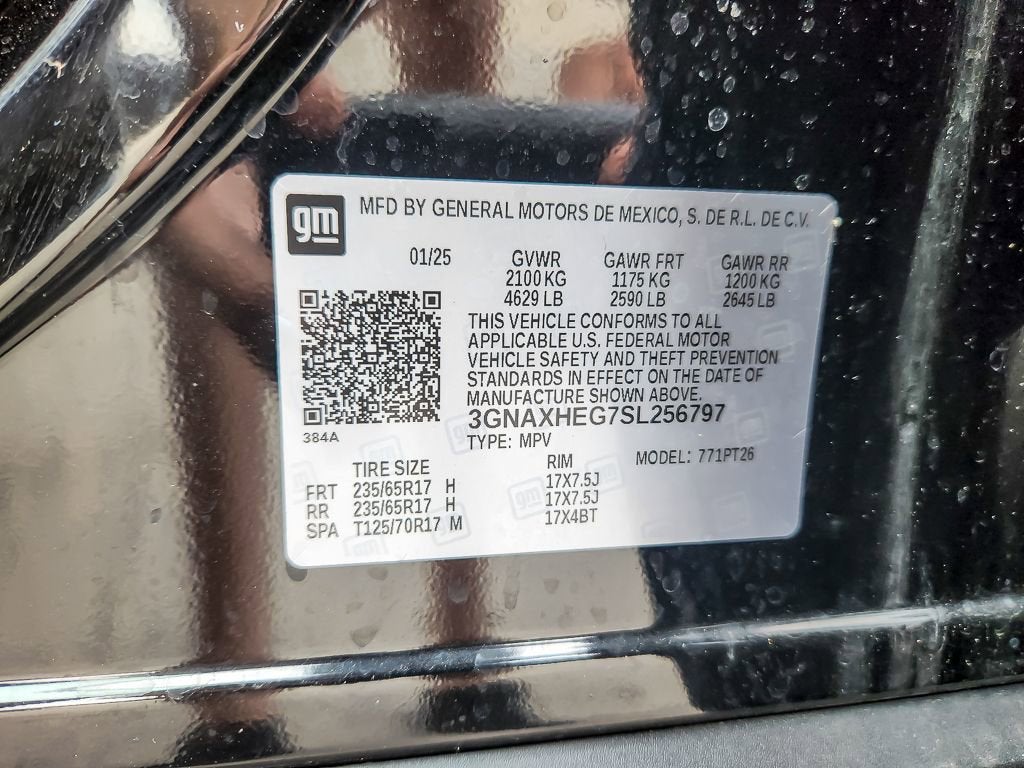 gm
MFD BY GENERAL MOTORS DE MEXICO, S. DE R.L. DE C.V.
01/25 GVWR GAWR FRT GAWR RR
2100 KG 1175 KG 1200 KG
4629 LB 2590 LB 2645 LB
THIS VEHICLE CONFORMS TO ALL
APPLICABLE U.S. FEDERAL MOTOR
VEHICLE SAFETY AND THEFT PREVENTION
STANDARDS IN EFFECT ON THE DATE OF
MANUFACTURE SHOWN ABOVE.
3GNAXHEG7SL256797
384A
TYPE: MPV
MODEL: 771PT26
TIRE SIZE RIM
FRT 235/65R17 H 17X7.5J
RR 235/65R17 H 17X7.5J
SPA T125/70R17 M 17X4BT